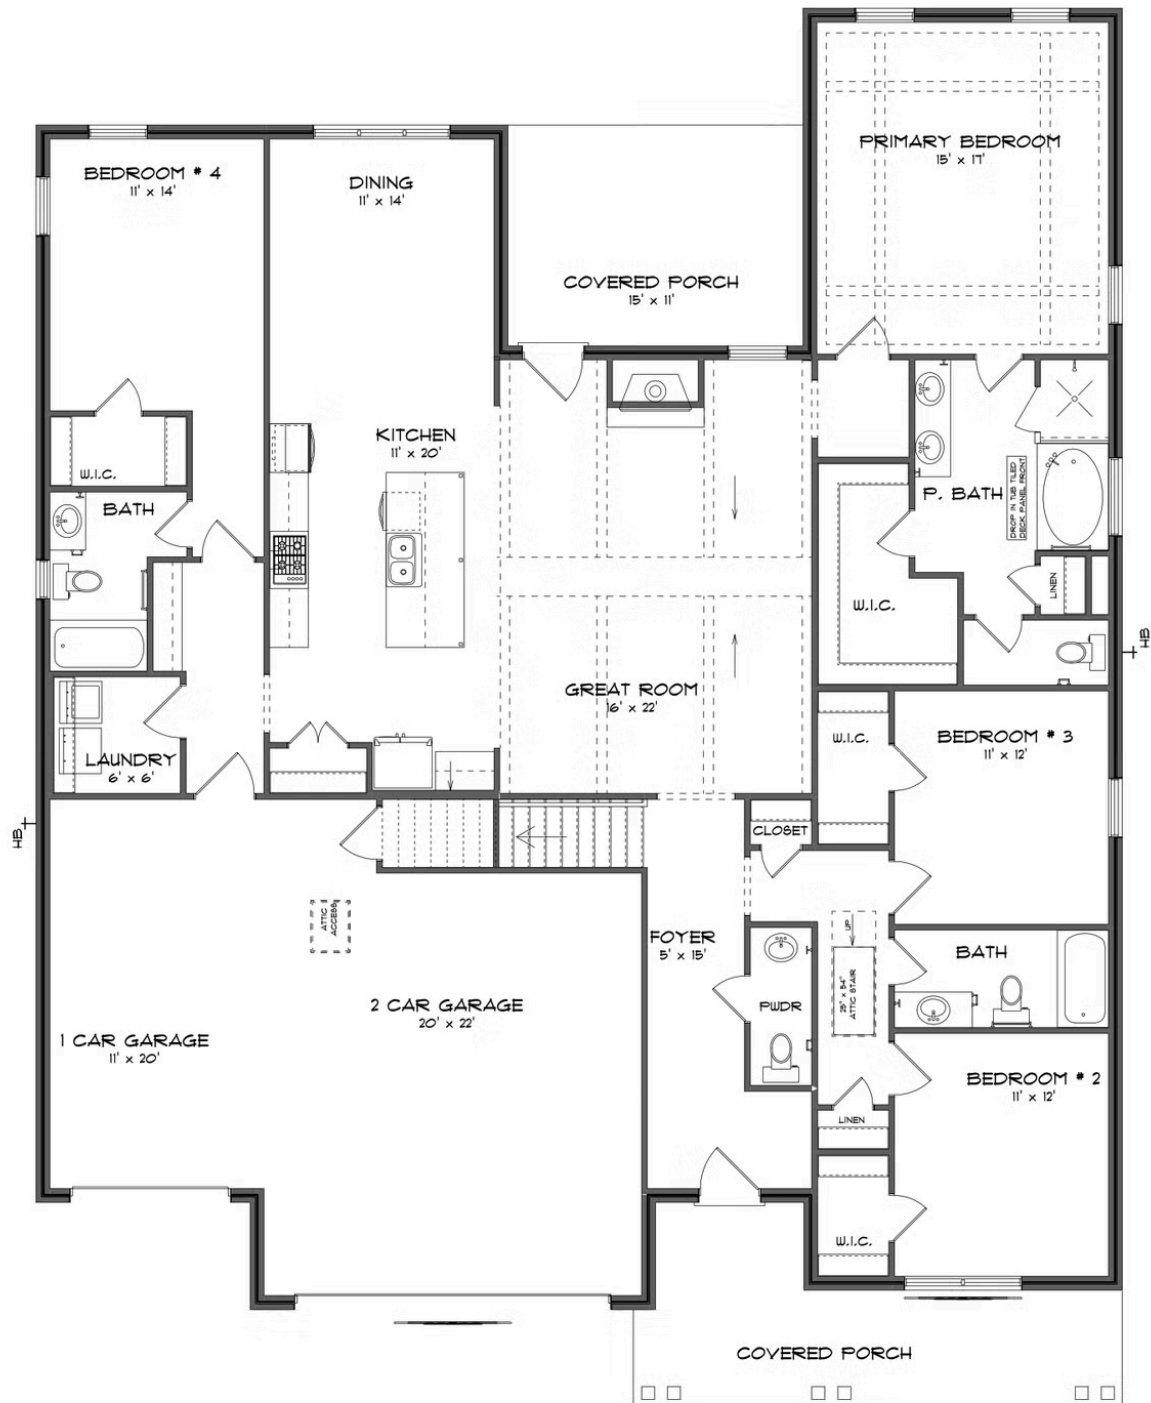 PRIMARY BEDROOM
15' x 17'
BEDROOM # 4
11' x 14'
DINING
11' x 14'
COVERED PORCH
15' x 11'
KITCHEN
11' x 20'
W.I.C.
BATH
P. BATH
DROP IN TUB TILED
DECK, PANEL FRONT
LINEN
W.I.C.
HB
GREAT ROOM
16' x 22'
LAUNDRY
6' x 6'
W.I.C.
BEDROOM # 3
11' x 12'
HB
CLOSET
ATTIC
ACCESS
UP
FOYER
5' x 15'
BATH
25" x 54"
ATTIC STAIR
PWDR
2 CAR GARAGE
20' x 22'
1 CAR GARAGE
11' x 20'
BEDROOM # 2
11' x 12'
LINEN
W.I.C.
COVERED PORCH